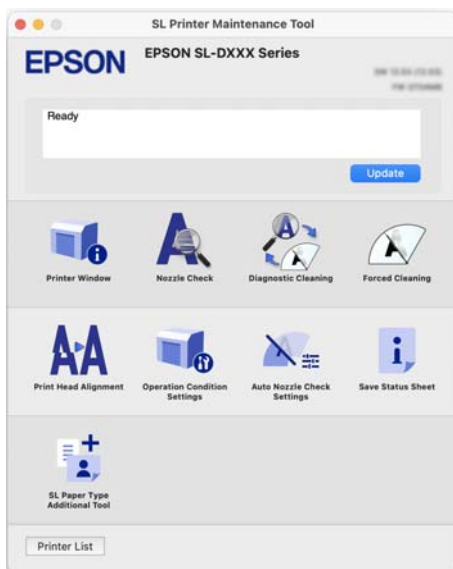 SL Printer Maintenance Tool
EPSON
EPSON SL-DXXX Series
Ready
Update
Printer Window
Nozzle Check
Diagnostic Cleaning
Forced Cleaning
Print Head Alignment
Operation Condition
Settings
Auto Nozzle Check
Settings
Save Status Sheet
SL Paper Type
Additional Tool
Printer List